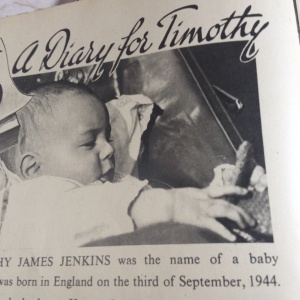 A Diary for Timothy
HY JAMES JENKINS was the name of a baby
was born in England on the third of September, 1944.